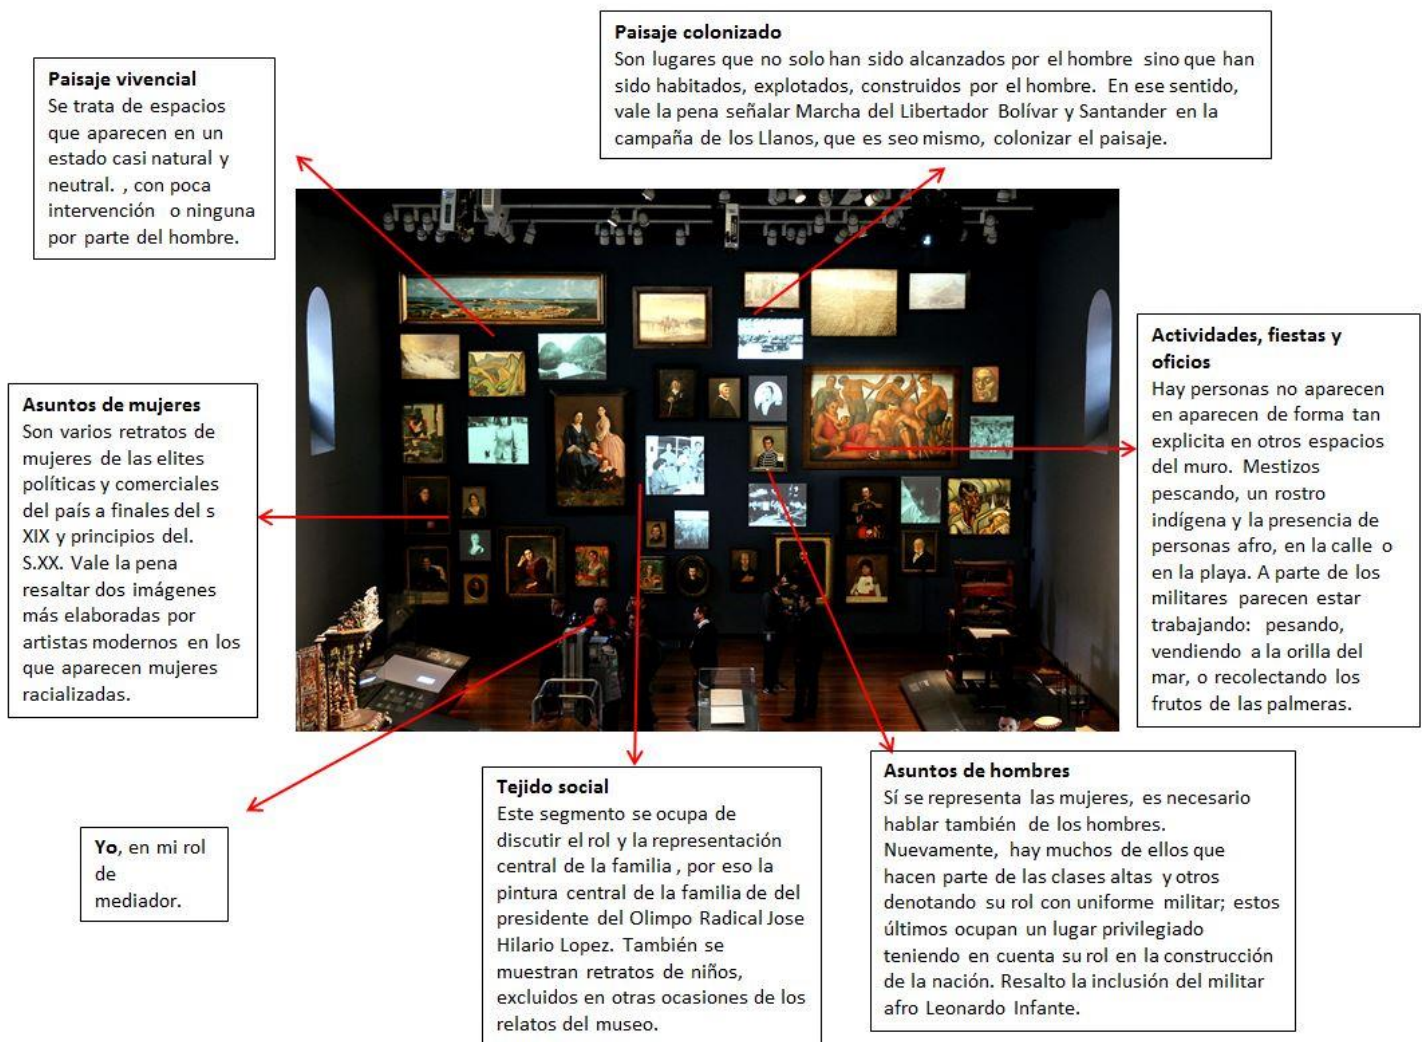 Paisaje colonizado
Son lugares que no solo han sido alcanzados por el hombre sino que han
sido habitados, explotados, construidos por el hombre. En ese sentido,
vale la pena señalar Marcha del Libertador Bolívar y Santander en la
campaña de los Llanos, que es seo mismo, colonizar el paisaje.
Paisaje vivencial
Se trata de espacios
que aparecen en un
estado casi natural y
neutral. , con poca
intervención o ninguna
por parte del hombre.
Actividades, fiestas y
oficios
Hay personas no aparecen
en aparecen de forma tan
explicita en otros espacios
del muro. Mestizos
pescando, un rostro
indígena y la presencia de
personas afro, en la calle o
en la playa. A parte de los
militares parecen estar
trabajando: pesando,
vendiendo a la orilla del
mar, o recolectando los
frutos de las palmeras.
Asuntos de mujeres
Son varios retratos de
mujeres de las elites
políticas y comerciales
del país a finales del s
XIX y principios del.
S.XX. Vale la pena
resaltar dos imágenes
más elaboradas por
artistas modernos en los
que aparecen mujeres
racializadas.
Yo, en mi rol
de
mediador.
Tejido social
Este segmento se ocupa de
discutir el rol y la representación
central de la familia , por eso la
pintura central de la familia de del
presidente del Olimpo Radical Jose
Hilario Lopez. También se
muestran retratos de niños,
excluidos en otras ocasiones de los
relatos del museo.
Asuntos de hombres
Sí se representa las mujeres, es necesario
hablar también de los hombres.
Nuevamente, hay muchos de ellos que
hacen parte de las clases altas y otros
denotando su rol con uniforme militar; estos
últimos ocupan un lugar privilegiado
teniendo en cuenta su rol en la construcción
de la nación. Resalto la inclusión del militar
afro Leonardo Infante.